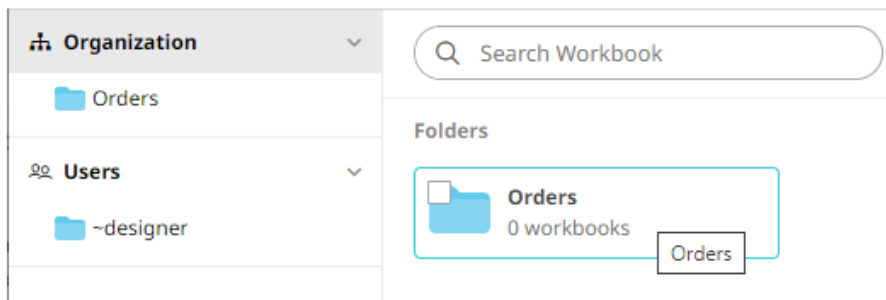 Organization
Orders
Users
~designer
Search Workbook
Folders
Orders
0 workbooks
Orders